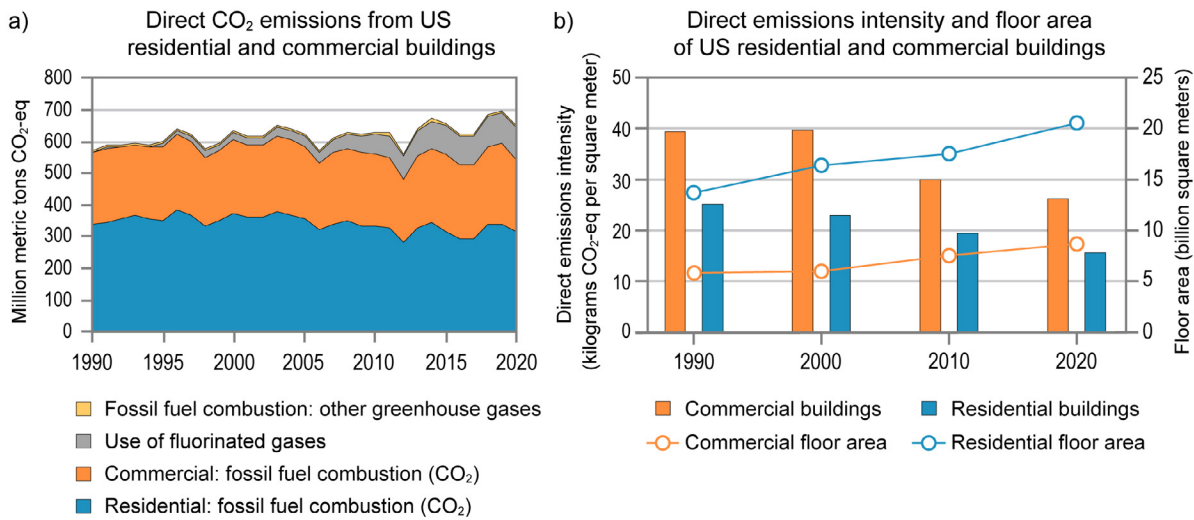 a)
Direct CO₂ emissions from US
residential and commercial buildings
Million metric tons CO₂-eq
800
700
600
500
400
300
200
100
0
1990
1995
2000
2005
2010
2015
2020
Fossil fuel combustion: other greenhouse gases
Use of fluorinated gases
Commercial: fossil fuel combustion (CO₂)
Residential: fossil fuel combustion (CO₂)
b)
Direct emissions intensity and floor area
of US residential and commercial buildings
Direct emissions intensity
(kilograms CO₂-eq per square meter)
50
40
30
20
10
0
25
20
15
10
5
0
Floor area (billion square meters)
1990
2000
2010
2020
Commercial buildings
Residential buildings
Commercial floor area
Residential floor area